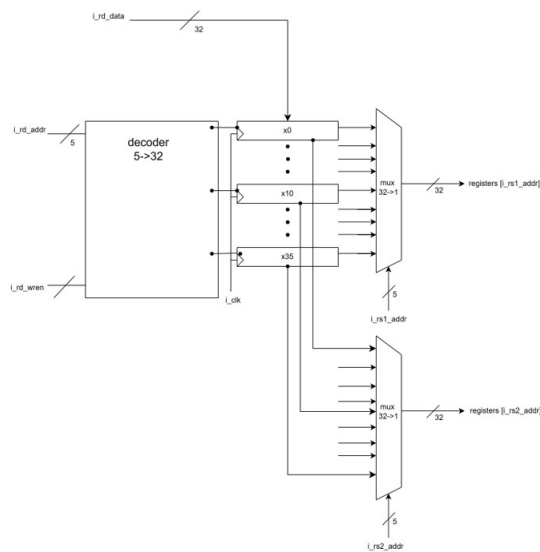 i_rd_data
32
i_rd_addr
5
decoder
5->32
x0
x10
x35
i_rd_wren
i_clk
mux
32->1
32
registers [i_rs1_addr]
5
i_rs1_addr
mux
32->1
32
registers [i_rs2_addr]
5
i_rs2_addr